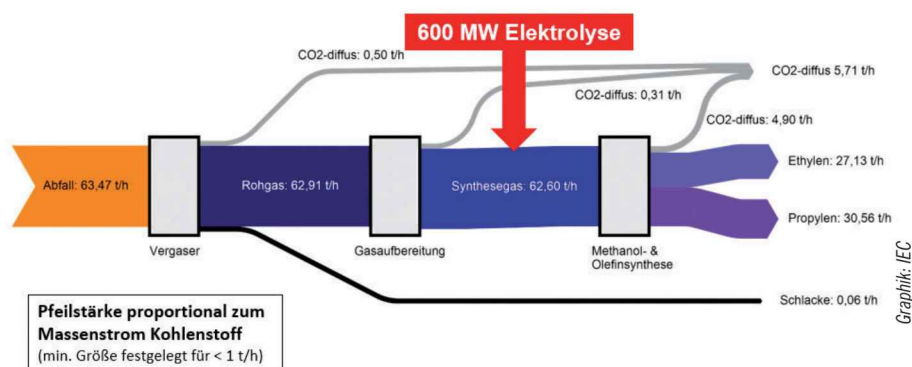 600 MW Elektrolyse
CO2-diffus: 0,50 t/h
CO2-diffus 5,71 t/h
CO2-diffus: 0,31 t/h
CO2-diffus: 4,90 t/h
Abfall: 63,47 t/h
Rohgas: 62,91 t/h
Synthesegas: 62,60 t/h
Ethylen: 27,13 t/h
Propylen: 30,56 t/h
Vergaser
Gasaufbereitung
Methanol- &
Olefinsynthese
Schlacke: 0,06 t/h
Pfeilstärke proportional zum
Massenstrom Kohlenstoff
(min. Größe festgelegt für < 1 t/h)
Graphik: IEC